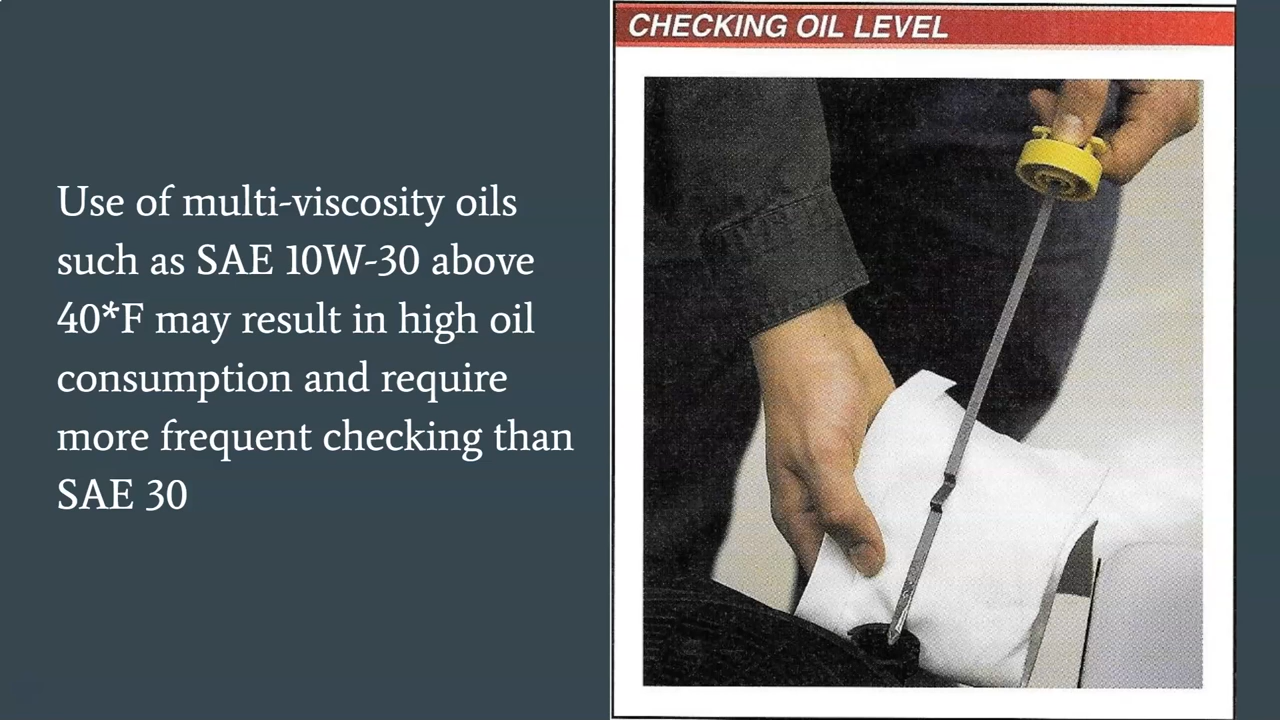 Use of multi-viscosity oils
such as SAE 10W-30 above
40*F may result in high oil
consumption and require
more frequent checking than
SAE 30
CHECKING OIL LEVEL